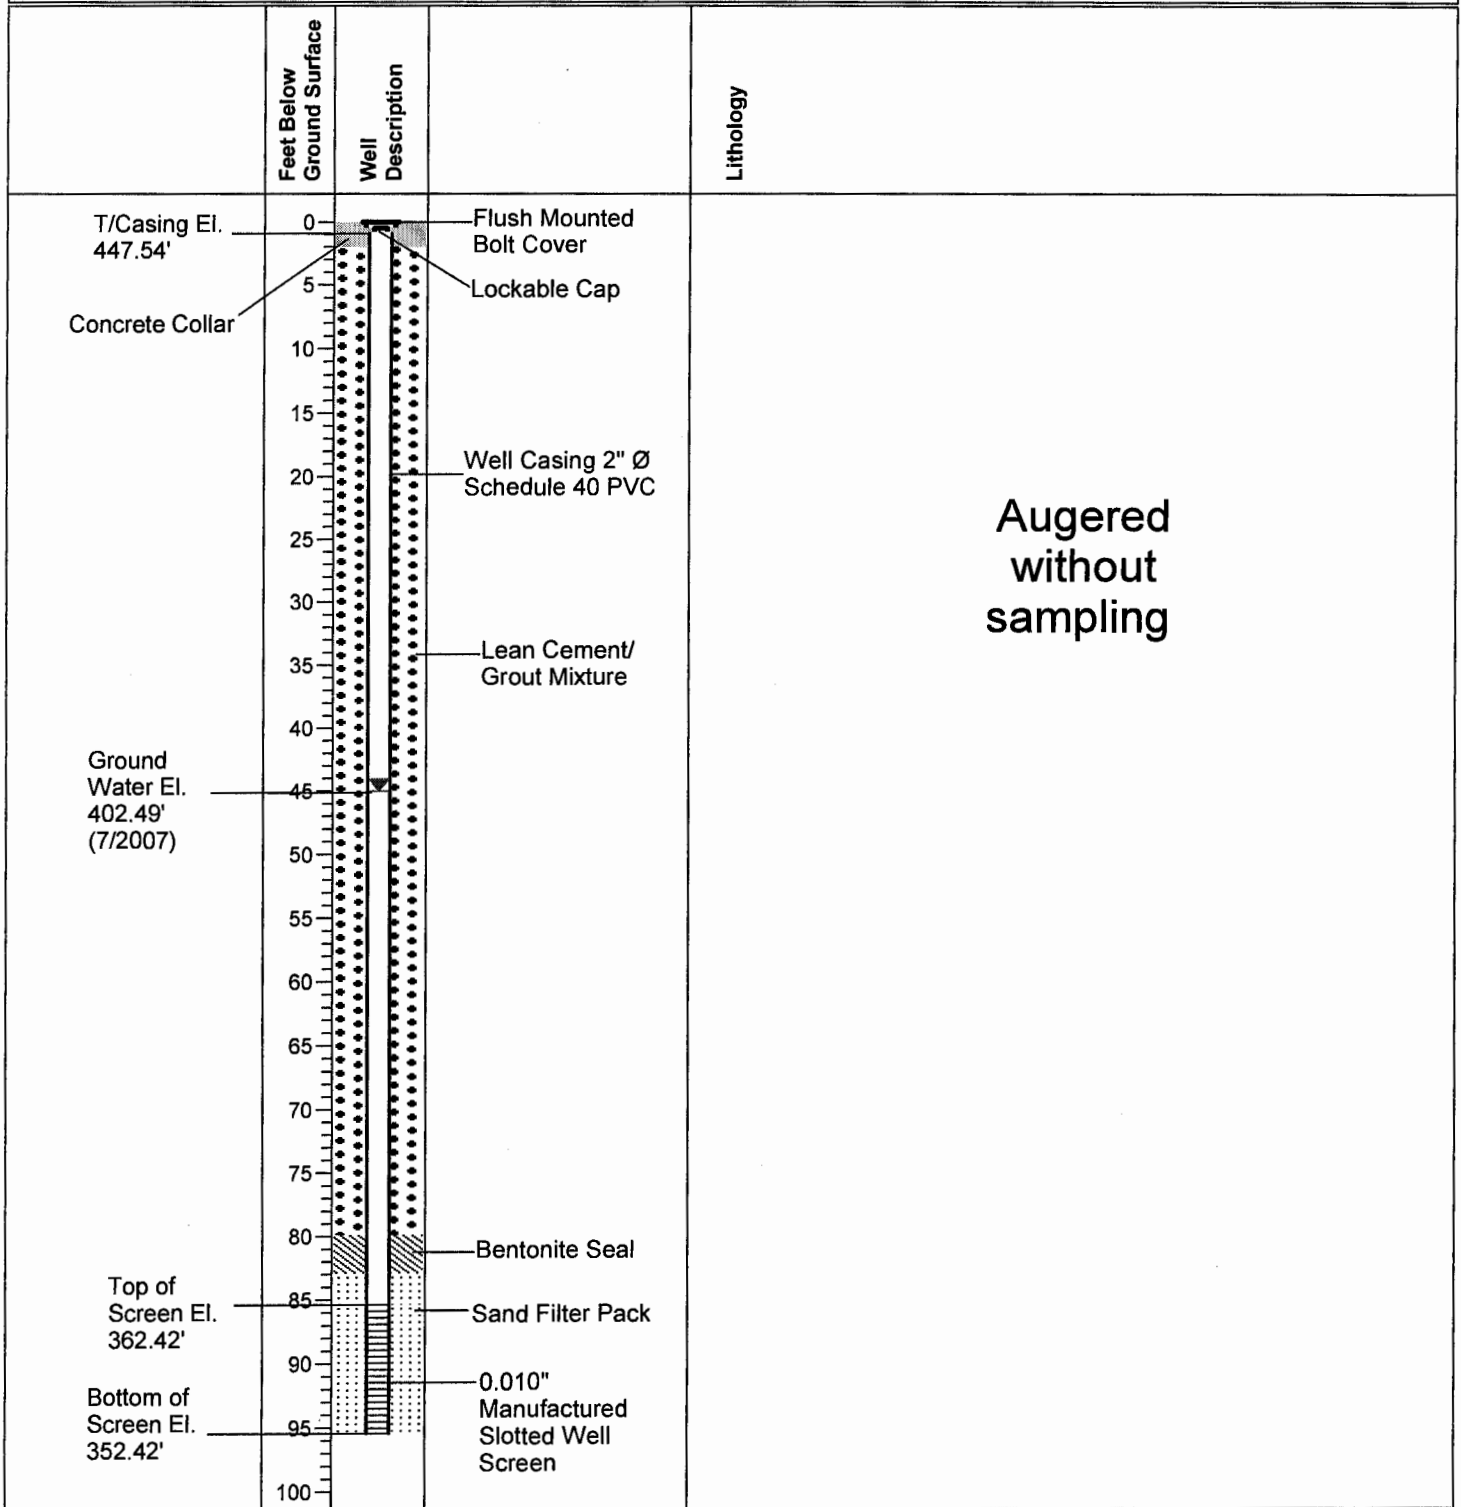 Feet Below
Ground Surface
Well
Description
Lithology
T/Casing El.
447.54'
Concrete Collar
Ground
Water El.
402.49'
(7/2007)
Top of
Screen El.
362.42'
Bottom of
Screen El.
352.42'
0
5
10
15
20
25
30
35
40
45
50
55
60
65
70
75
80
85
90
95
100
Flush Mounted
Bolt Cover
Lockable Cap
Well Casing 2" Ø
Schedule 40 PVC
Lean Cement/
Grout Mixture
Bentonite Seal
Sand Filter Pack
0.010"
Manufactured
Slotted Well
Screen
Augered
without
sampling